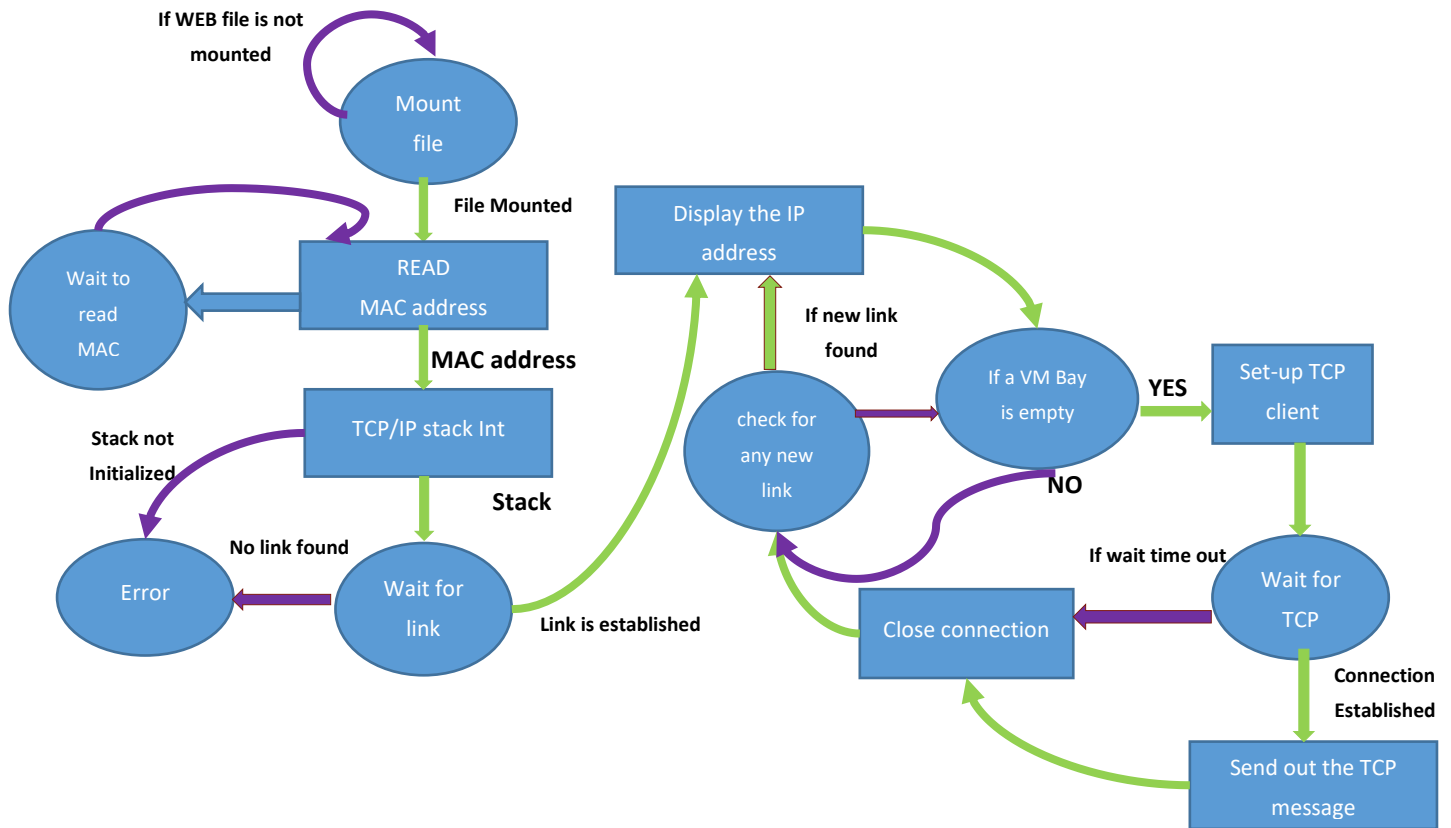 If WEB file is not
mounted
Mount
file
File Mounted
Wait to
read
MAC
READ
MAC address
MAC address
TCP/IP stack Int
Stack not
Initialized
Stack
No link found
Error
Wait for
link
Link is established
Display the IP
address
If new link
found
check for
any new
link
If a VM Bay
is empty
YES
NO
Set-up TCP
client
If wait time out
Wait for
TCP
Close connection
Connection
Established
Send out the TCP
message